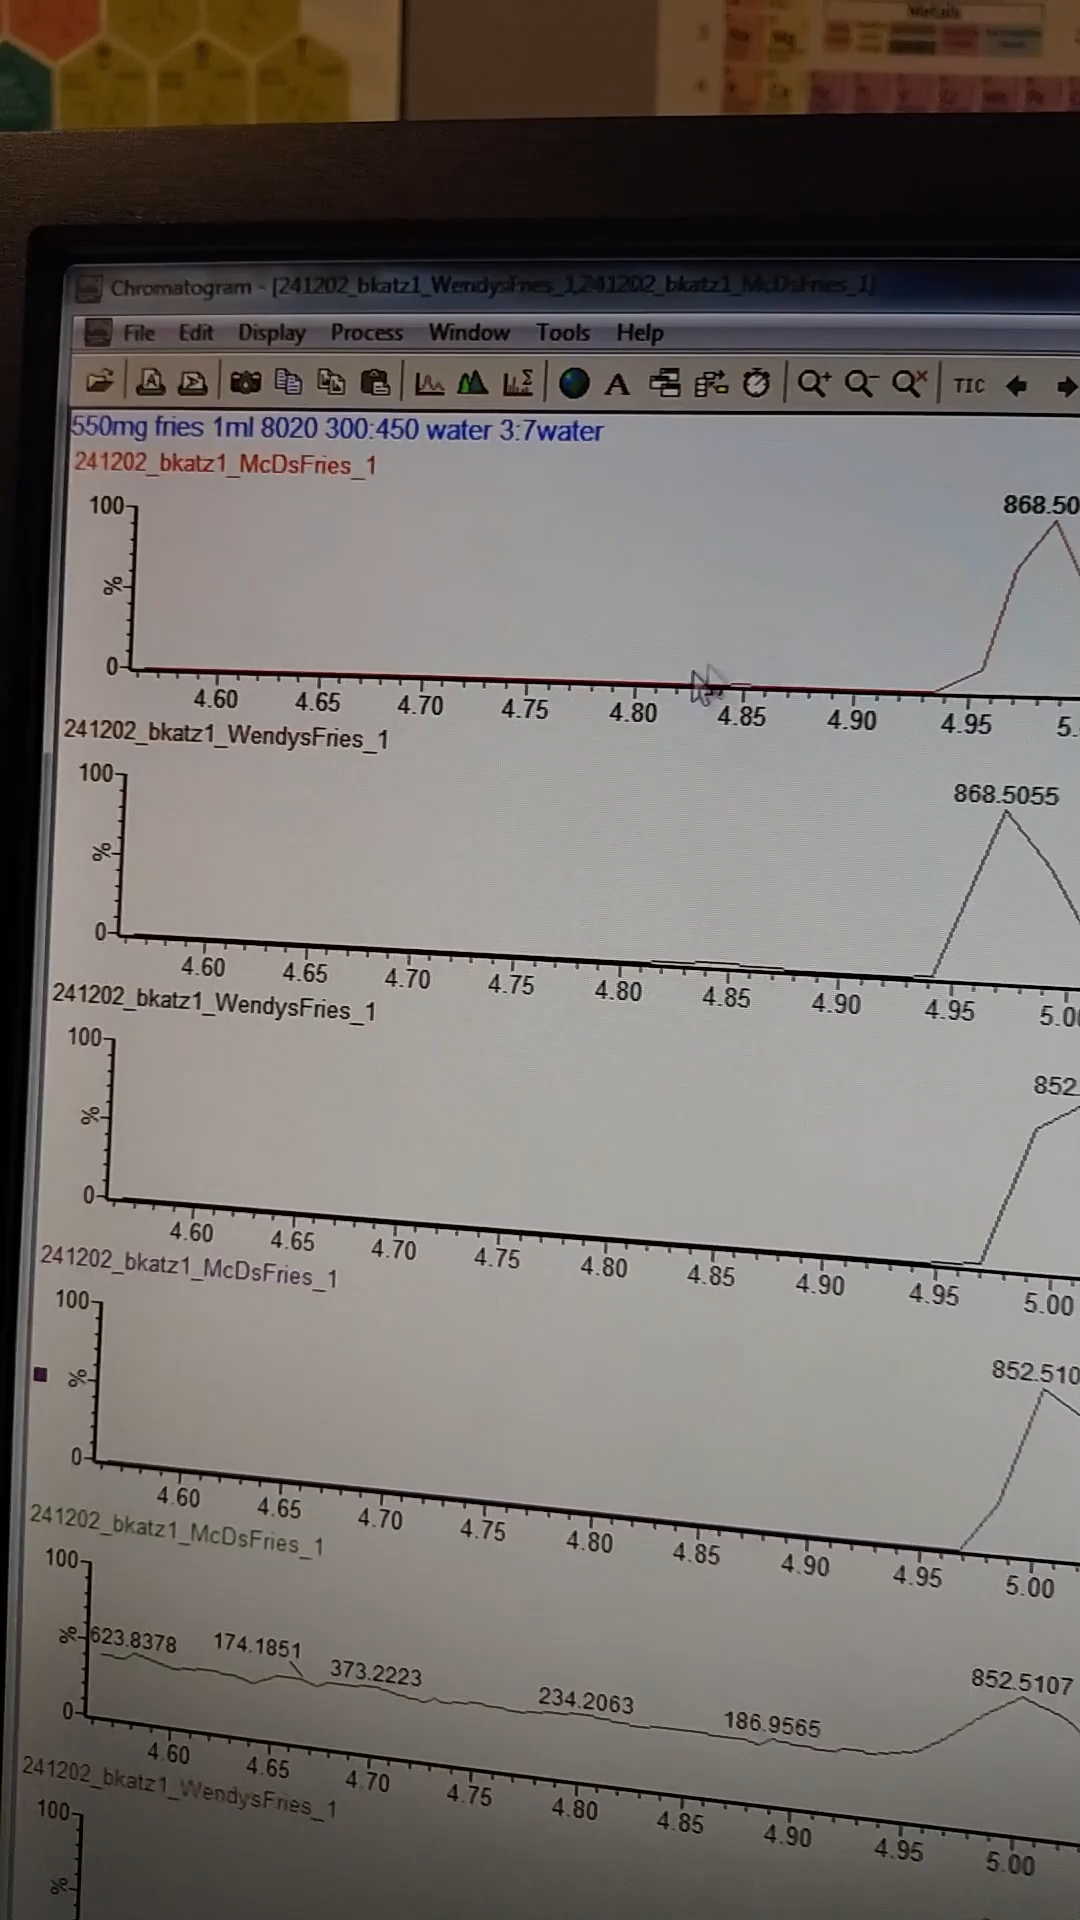 Chromatogram - [241202_bkatz1_WendysFries_1,241202_bkatz1_McDsFries_1]
File Edit Display Process Window Tools Help
A A TIC
550mg fries 1ml 8020 300:450 water 3:7water
241202_bkatz1_McDsFries_1
868.50
100
%
0
4.60 4.65 4.70 4.75 4.80 4.85 4.90 4.95 5.
241202_bkatz1_WendysFries_1
868.5055
100
%
0
4.60 4.65 4.70 4.75 4.80 4.85 4.90 4.95 5.00
241202_bkatz1_WendysFries_1
852
100
%
0
4.60 4.65 4.70 4.75 4.80 4.85 4.90 4.95 5.00
241202_bkatz1_McDsFries_1
852.510
100
%
0
4.60 4.65 4.70 4.75 4.80 4.85 4.90 4.95 5.00
241202_bkatz1_McDsFries_1
100
%
0
623.8378 174.1851 373.2223 234.2063 186.9565 852.5107
4.60 4.65 4.70 4.75 4.80 4.85 4.90 4.95 5.00
241202_bkatz1_WendysFries_1
100
%